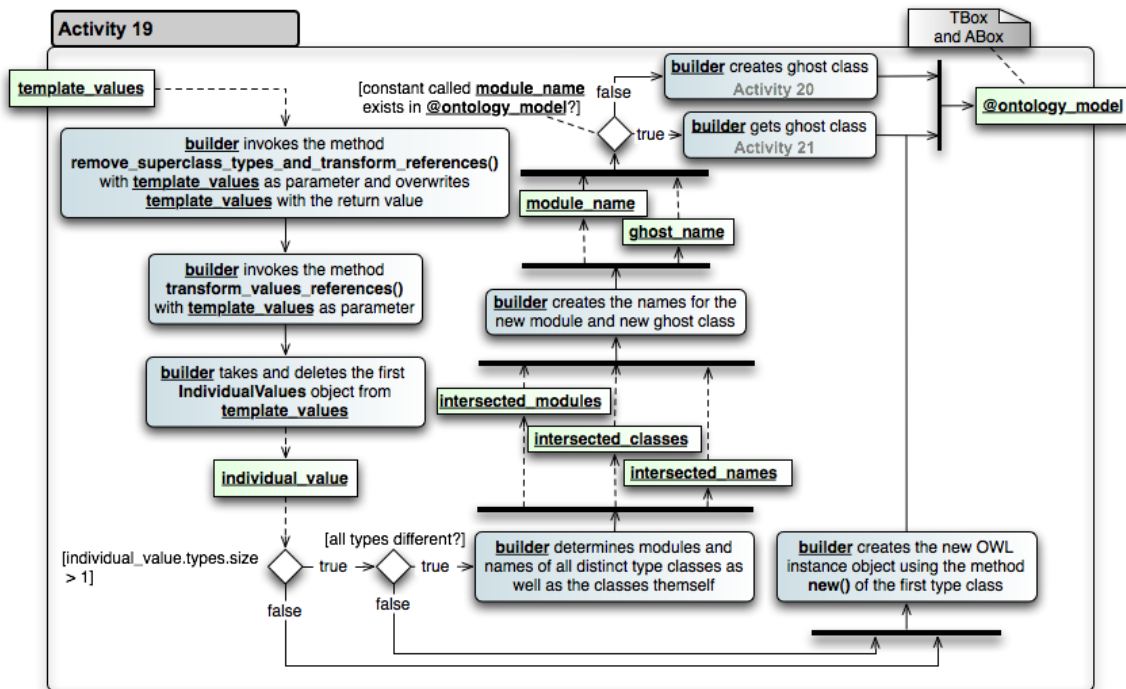 Activity 19
TBox
and ABox
template_values
[constant called module_name
exists in @ontology_model?]
false
true
builder creates ghost class
Activity 20
builder gets ghost class
Activity 21
@ontology_model
builder invokes the method
remove_superclass_types_and_transform_references()
with template_values as parameter and overwrites
template_values with the return value
module_name
ghost_name
builder invokes the method
transform_values_references()
with template_values as parameter
builder creates the names for the
new module and new ghost class
builder takes and deletes the first
IndividualValues object from
template_values
intersected_modules
intersected_classes
intersected_names
individual_value
[individual_value.types.size
> 1]
true
false
[all types different?]
true
false
builder determines modules and
names of all distinct type classes as
well as the classes themself
builder creates the new OWL
instance object using the method
new() of the first type class